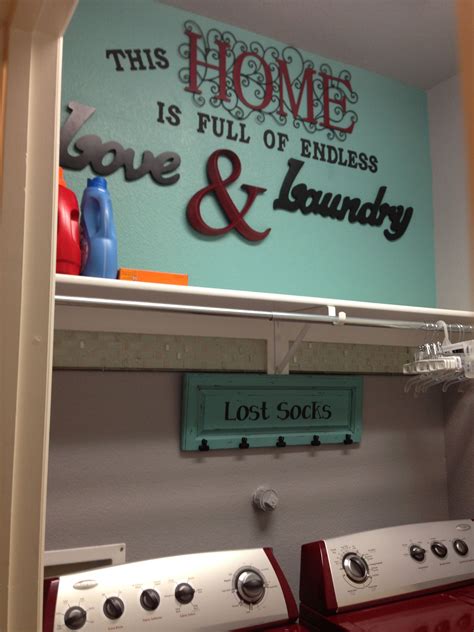 THIS HOME
IS FULL OF ENDLESS
Love & Laundry
Lost Socks